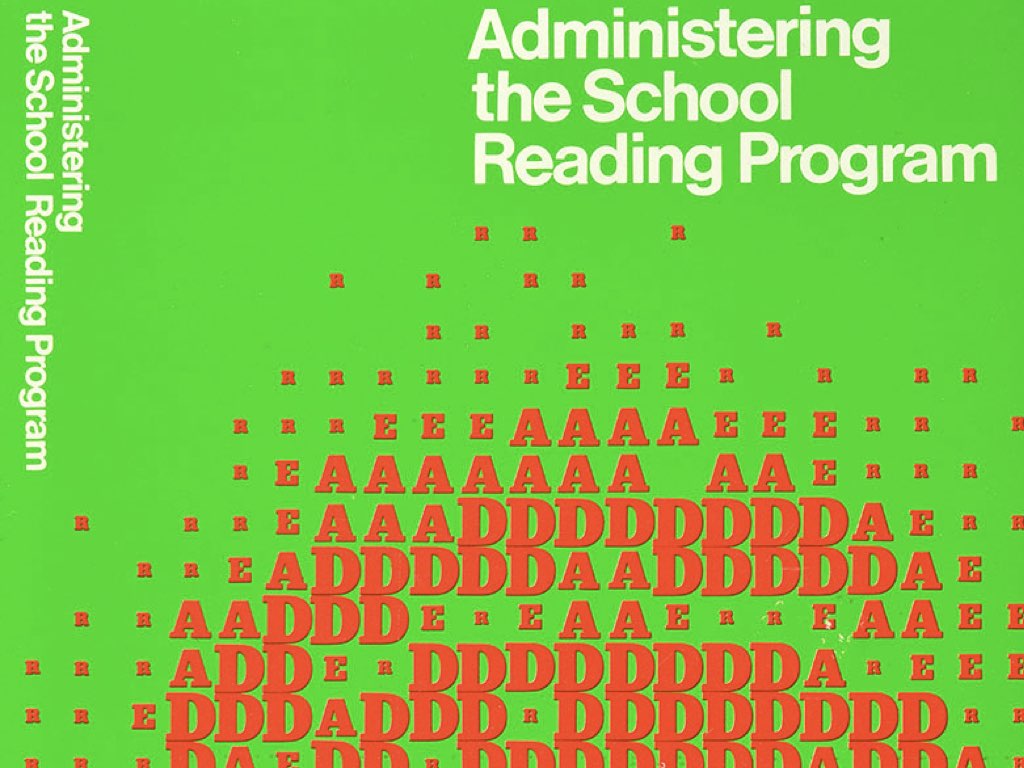 Administering
the School Reading Program
Administering
the School
Reading Program
R R R
R R R R
R R R R R R
R R R R R R E E E R R R R
R R R E E E A A A A E E E R R R
R E A A A A A A A A A E R R R
R R R E A A A D D D D D D D D A E R R
R R E A D D D D D A A D D D D D A E
R R A A D D D E R E A A E R R E A A E E
R R R A D D E R D D D D D D D D A R E E E
R R E D D D A D D D R D D D D D D D D R R
R R R D A E D D R D D D D D D D A D D A